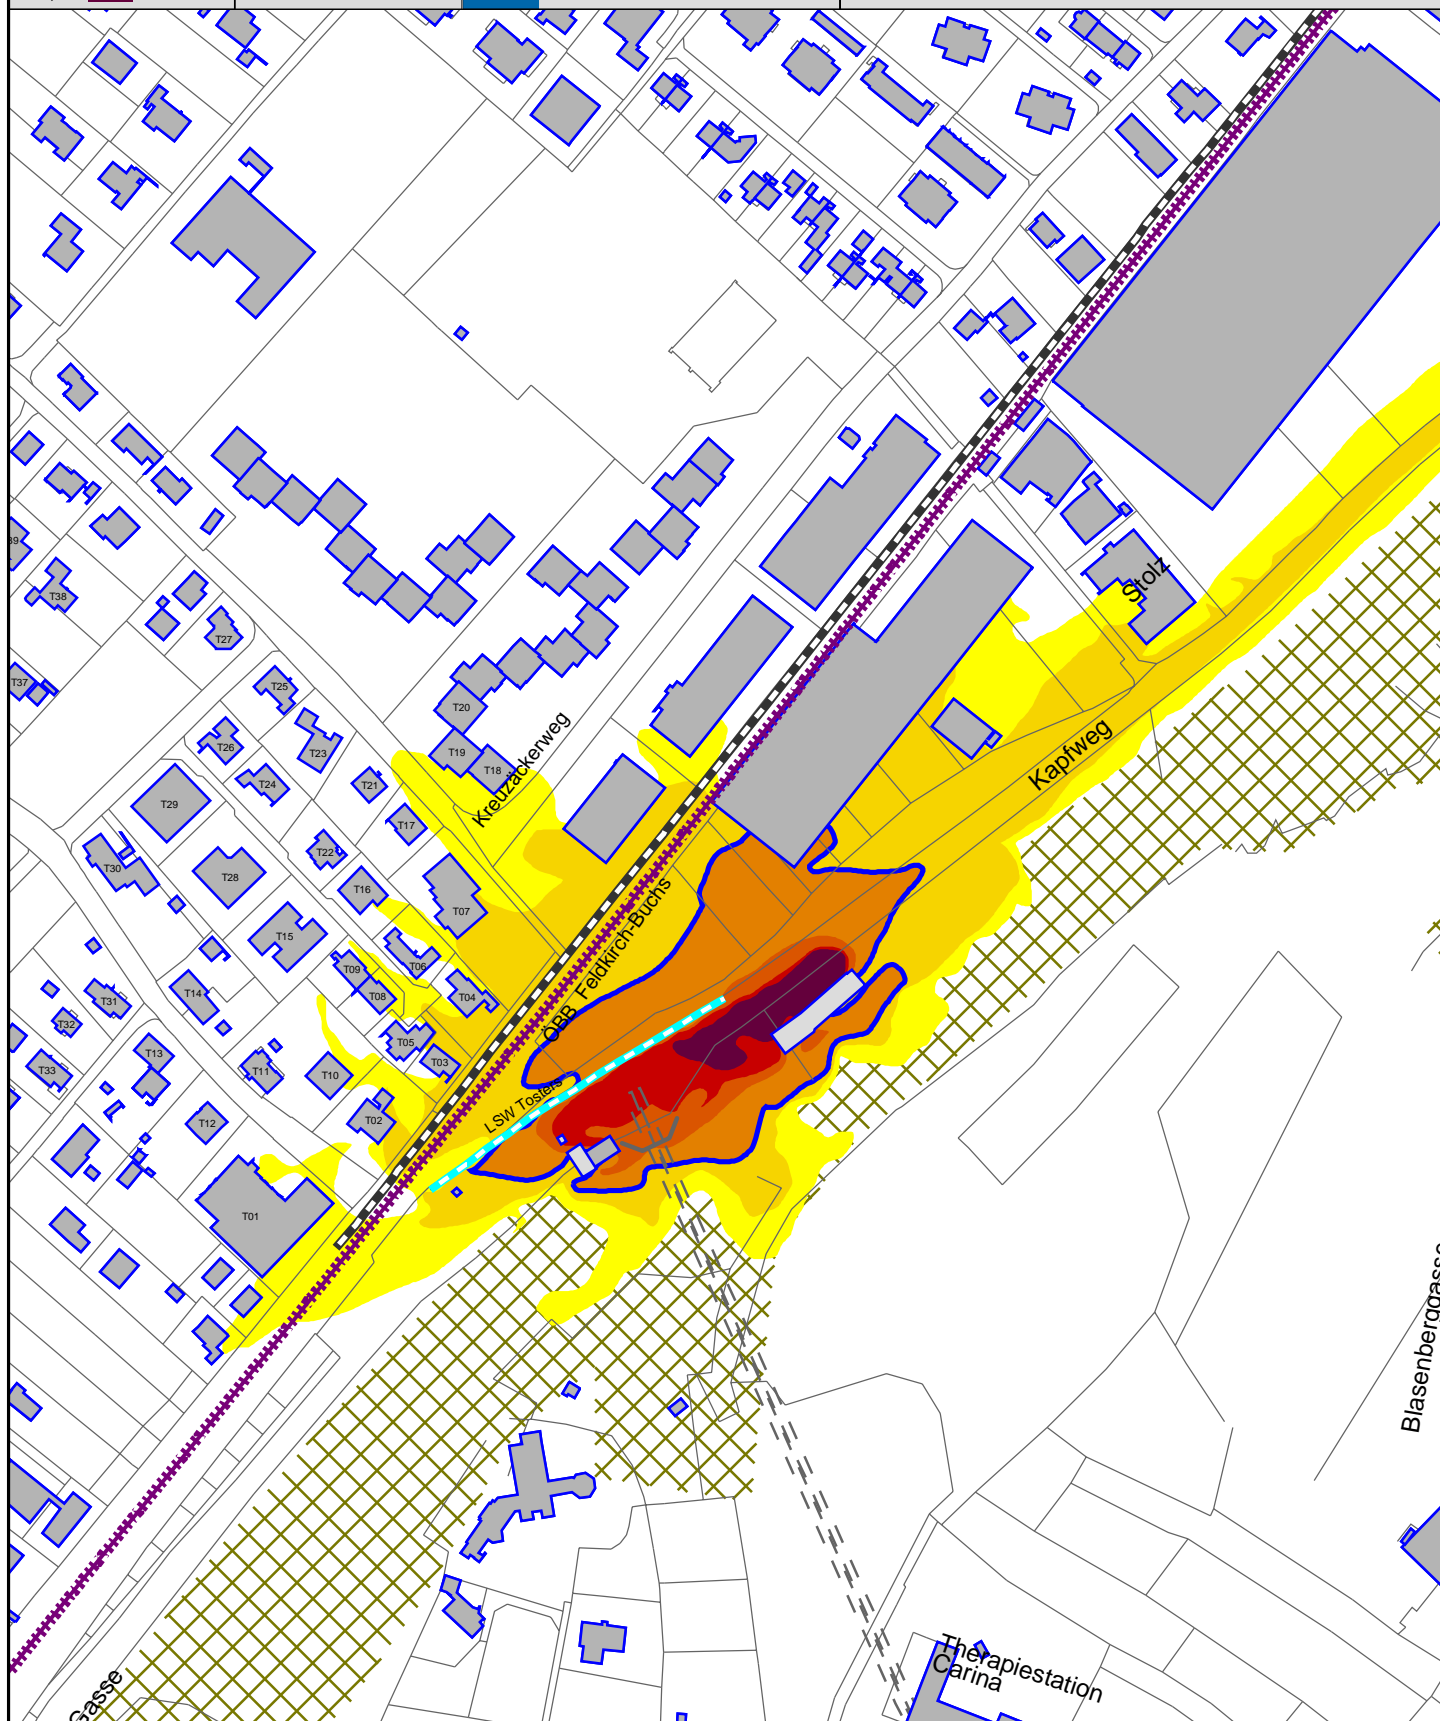 Stolz
39
T38
T27
T37
T25
T20
T26
T23
T19
T18
Kreuzäckerweg
Kapfweg
T24
T21
T29
T17
T22
T30
T28
T16
T07
T15
ÖBB Feldkirch-Buchs
T09
T06
T08
T14
T04
T31
T32
T05
T13
T03
T33
T11
T10
LSW Tosters
T02
T12
T01
Blasenberggasse
Therapiestation
Carina
Gasse